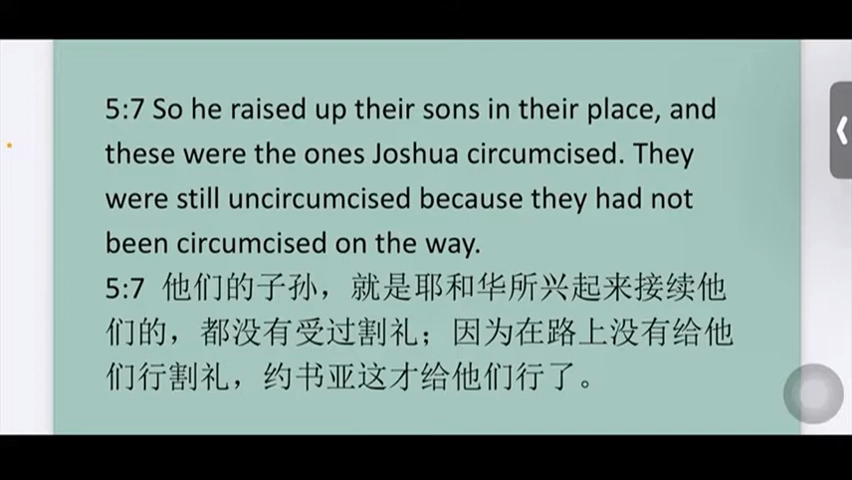 5:7 So he raised up their sons in their place, and
these were the ones Joshua circumcised. They
were still uncircumcised because they had not
been circumcised on the way.
5:7 他们的子孙，就是耶和华所兴起来接续他
们的，都没有受过割礼；因为在路上没有给他
们行割礼，约书亚这才给他们行了。